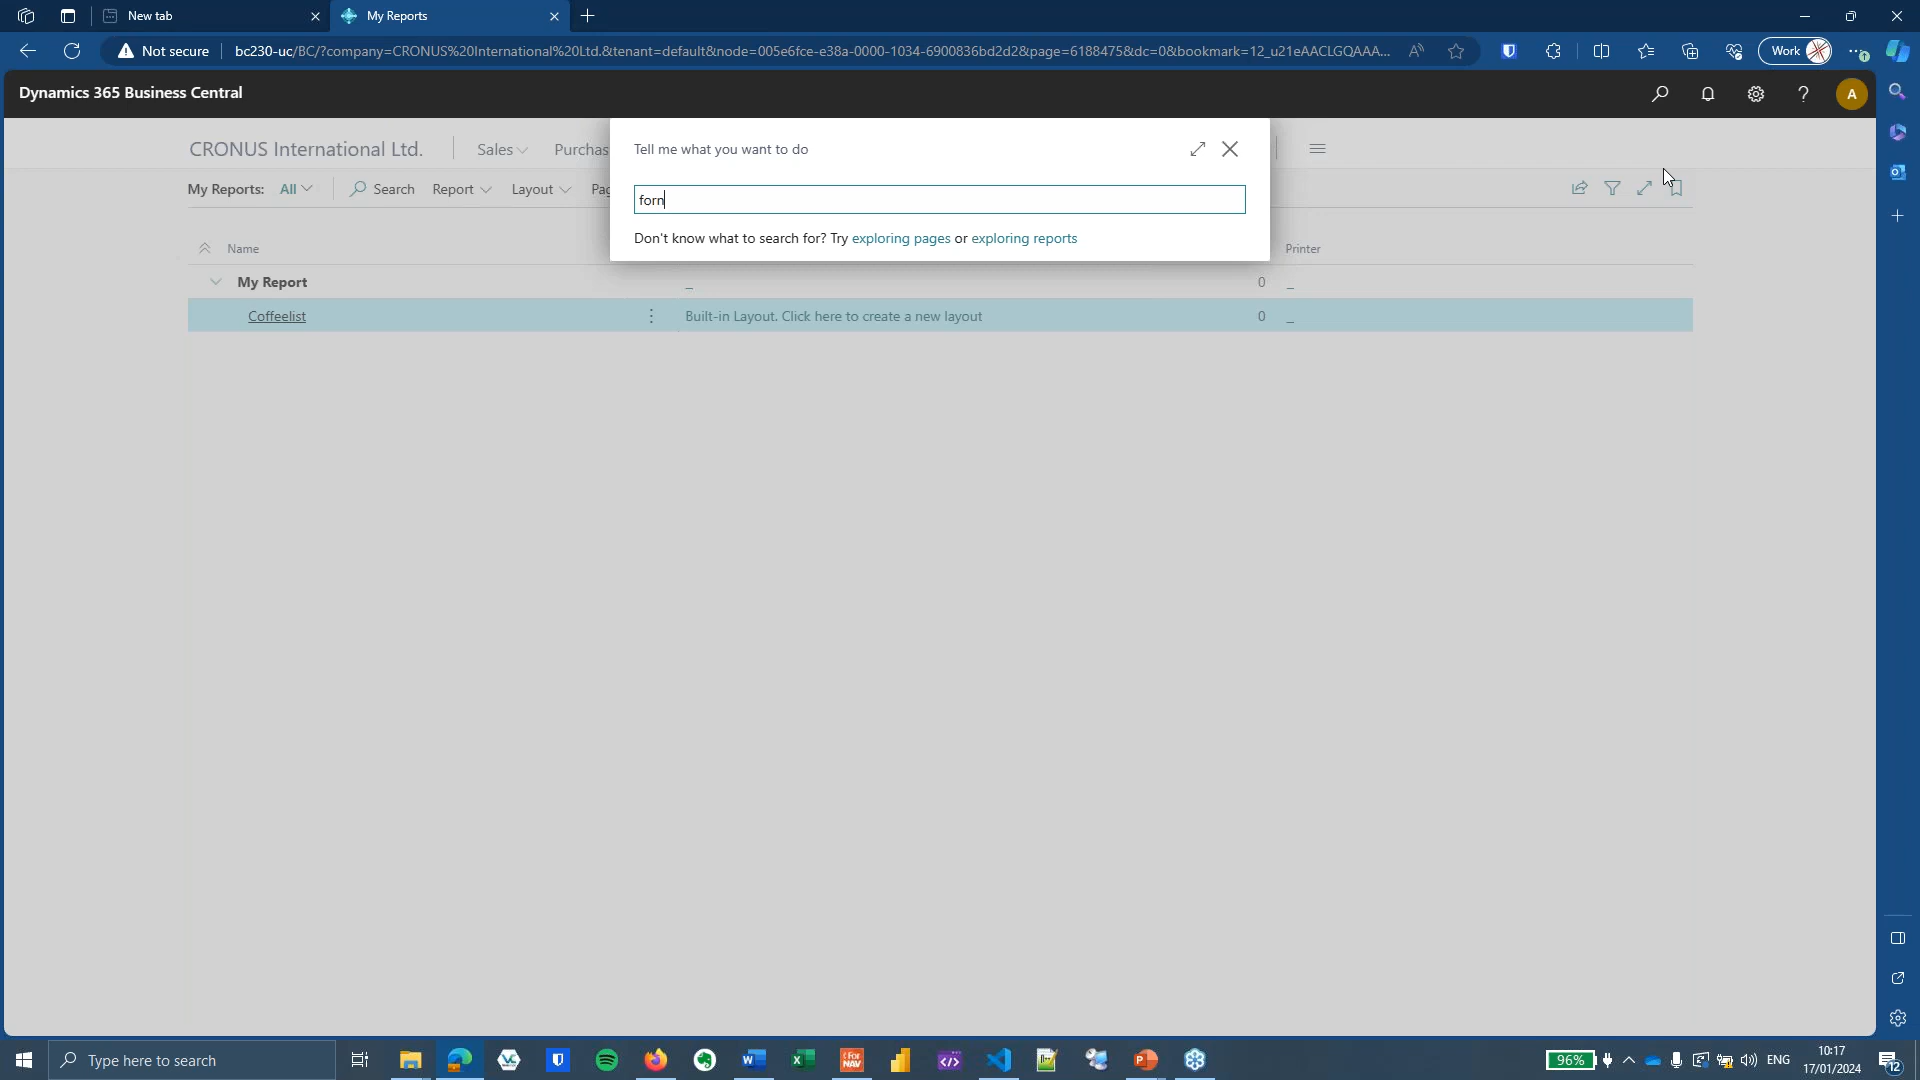 New tab
My Reports
Not secure
bc230-uc/BC/?company=CRONUS%20International%20Ltd.&tenant=default&node=005e6fce-e38a-0000-1034-6900836bd2d2&page=6188475&dc=0&bookmark=12_u21eAACLGQAAA...
Work
Dynamics 365 Business Central
A
CRONUS International Ltd.
Sales
Purchas
Tell me what you want to do
My Reports: All
Search
Report
Layout
Pag
forn
Don't know what to search for? Try exploring pages or exploring reports
Name
Printer
My Report
_
0
_
Coffeelist
Built-in Layout. Click here to create a new layout
0
_
Type here to search
ForNAV
96%
ENG
10:17
17/01/2024
12